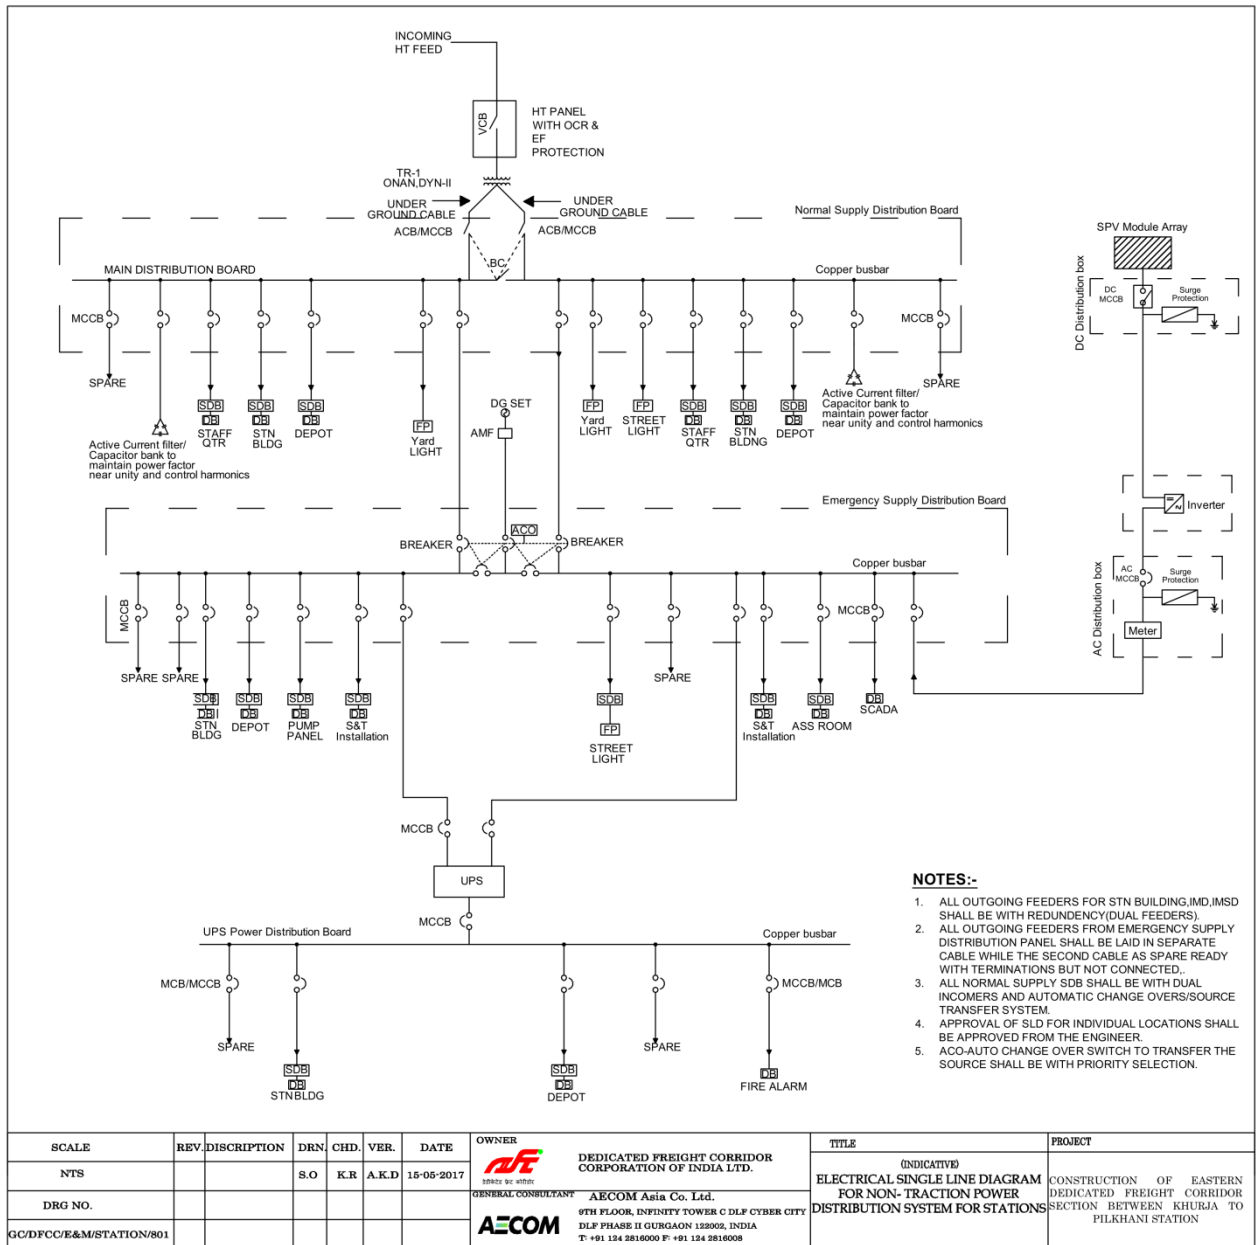 INCOMING
HT FEED
VCB
HT PANEL
WITH OCR &
EF
PROTECTION
TR-1
ONAN,DYN-II
UNDER
GROUND CABLE
UNDER
GROUND CABLE
ACB/MCCB
ACB/MCCB
Normal Supply Distribution Board
BC
MAIN DISTRIBUTION BOARD
Copper busbar
MCCB
MCCB
SPARE
Active Current filter/
Capacitor bank to
maintain power factor
near unity and control harmonics
SDB
DB
STAFF
QTR
SDB
DB
STN
BLDG
SDB
DB
DEPOT
FP
Yard
LIGHT
DG SET
AMF
FP
Yard
LIGHT
FP
STREET
LIGHT
SDB
DB
STAFF
QTR
SDB
DB
STN
BLDNG
SDB
DB
DEPOT
Active Current filter/
Capacitor bank to
maintain power factor
near unity and control harmonics
SPARE
SPV Module Array
DC Distribution box
DC
MCCB
Surge
Protection
Inverter
AC Distribution box
AC
MCCB
Surge
Protection
Meter
Emergency Supply Distribution Board
ACO
BREAKER
BREAKER
Copper busbar
MCCB
MCCB
SPARE
SPARE
SDB
DB
STN
BLDG
SDB
DB
DEPOT
SDB
DB
PUMP
PANEL
SDB
DB
S&T
Installation
SDB
FP
STREET
LIGHT
SPARE
SDB
DB
S&T
Installation
SDB
DB
ASS ROOM
DB
SCADA
MCCB
UPS
MCCB
UPS Power Distribution Board
Copper busbar
MCB/MCCB
MCCB/MCB
SPARE
SDB
DB
STNBLDG
SDB
DB
DEPOT
SPARE
DB
FIRE ALARM
NOTES:-
1. ALL OUTGOING FEEDERS FOR STN BUILDING,IMD,IMSD
SHALL BE WITH REDUNDENCY(DUAL FEEDERS).
2. ALL OUTGOING FEEDERS FROM EMERGENCY SUPPLY
DISTRIBUTION PANEL SHALL BE LAID IN SEPARATE
CABLE WHILE THE SECOND CABLE AS SPARE READY
WITH TERMINATIONS BUT NOT CONNECTED,.
3. ALL NORMAL SUPPLY SDB SHALL BE WITH DUAL
INCOMERS AND AUTOMATIC CHANGE OVERS/SOURCE
TRANSFER SYSTEM.
4. APPROVAL OF SLD FOR INDIVIDUAL LOCATIONS SHALL
BE APPROVED FROM THE ENGINEER.
5. ACO-AUTO CHANGE OVER SWITCH TO TRANSFER THE
SOURCE SHALL BE WITH PRIORITY SELECTION.
SCALE
REV. DISCRIPTION DRN. CHD. VER. DATE
NTS
S.O K.R A.K.D 15-05-2017
DRG NO.
GC/DFCC/E&M/STATION/801
OWNER
डेडीकेटेड फ्रेट कॉरीडोर
DEDICATED FREIGHT CORRIDOR
CORPORATION OF INDIA LTD.
GENERAL CONSULTANT
AECOM
AECOM Asia Co. Ltd.
9TH FLOOR, INFINITY TOWER C DLF CYBER CITY
DLF PHASE II GURGAON 122002, INDIA
T: +91 124 2816000 F: +91 124 2816008
TITLE
(INDICATIVE)
ELECTRICAL SINGLE LINE DIAGRAM
FOR NON- TRACTION POWER
DISTRIBUTION SYSTEM FOR STATIONS
PROJECT
CONSTRUCTION OF EASTERN
DEDICATED FREIGHT CORRIDOR
SECTION BETWEEN KHURJA TO
PILKHANI STATION